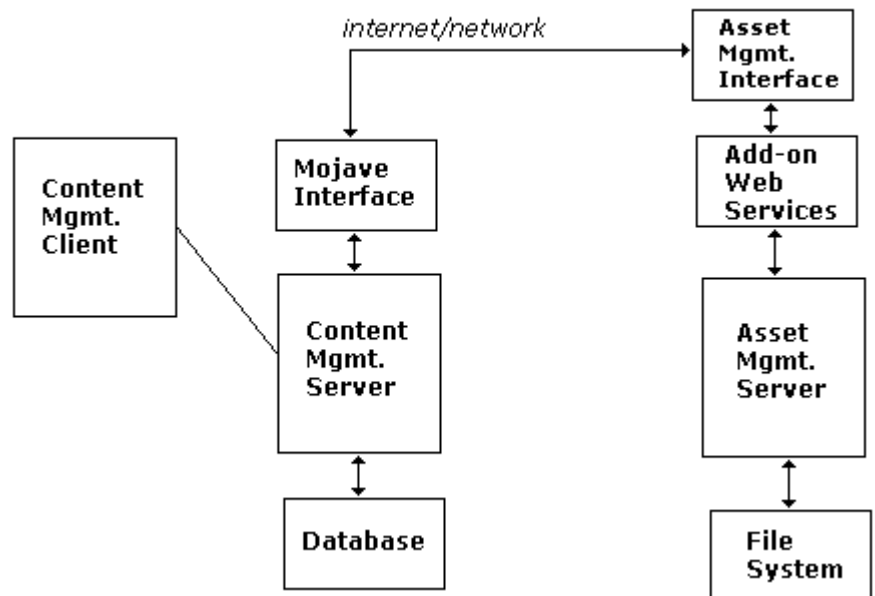 internet/network
Asset
Mgmt.
Interface
Mojave
Interface
Add-on
Web
Services
Content
Mgmt.
Client
Content
Mgmt.
Server
Asset
Mgmt.
Server
Database
File
System